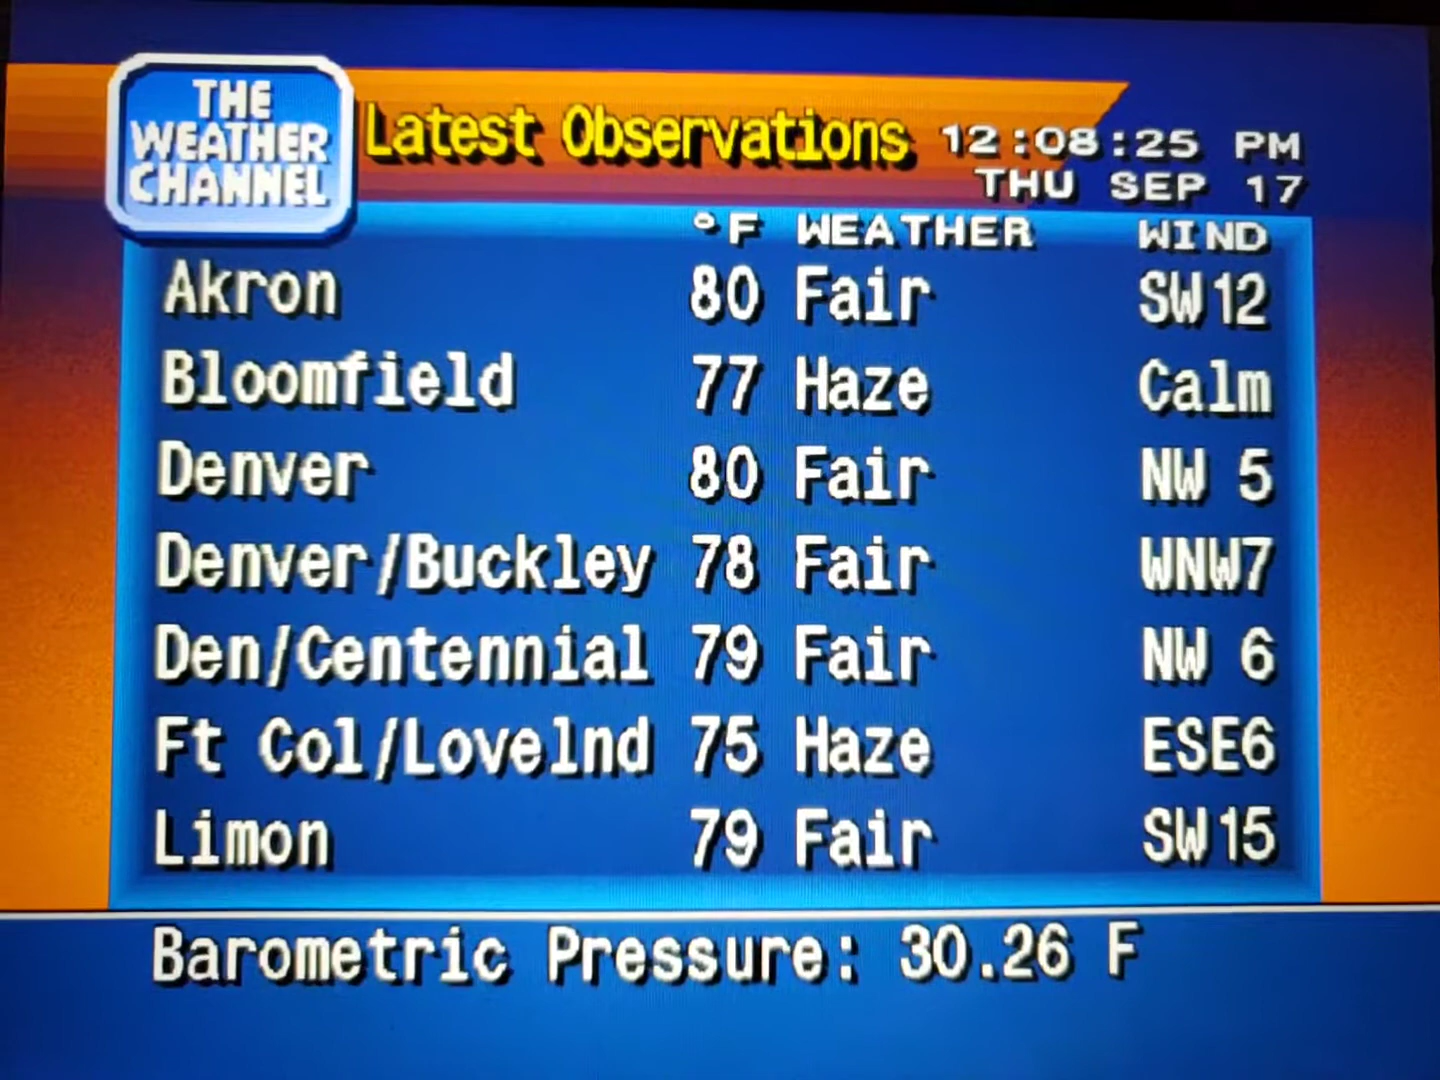 THE
WEATHER
CHANNEL
Latest Observations
12:08:25 PM
THU SEP 17
°F WEATHER WIND
Akron 80 Fair SW12
Bloomfield 77 Haze Calm
Denver 80 Fair NW 5
Denver/Buckley 78 Fair WNW7
Den/Centennial 79 Fair NW 6
Ft Col/Lovelnd 75 Haze ESE6
Limon 79 Fair SW15
Barometric Pressure: 30.26 F